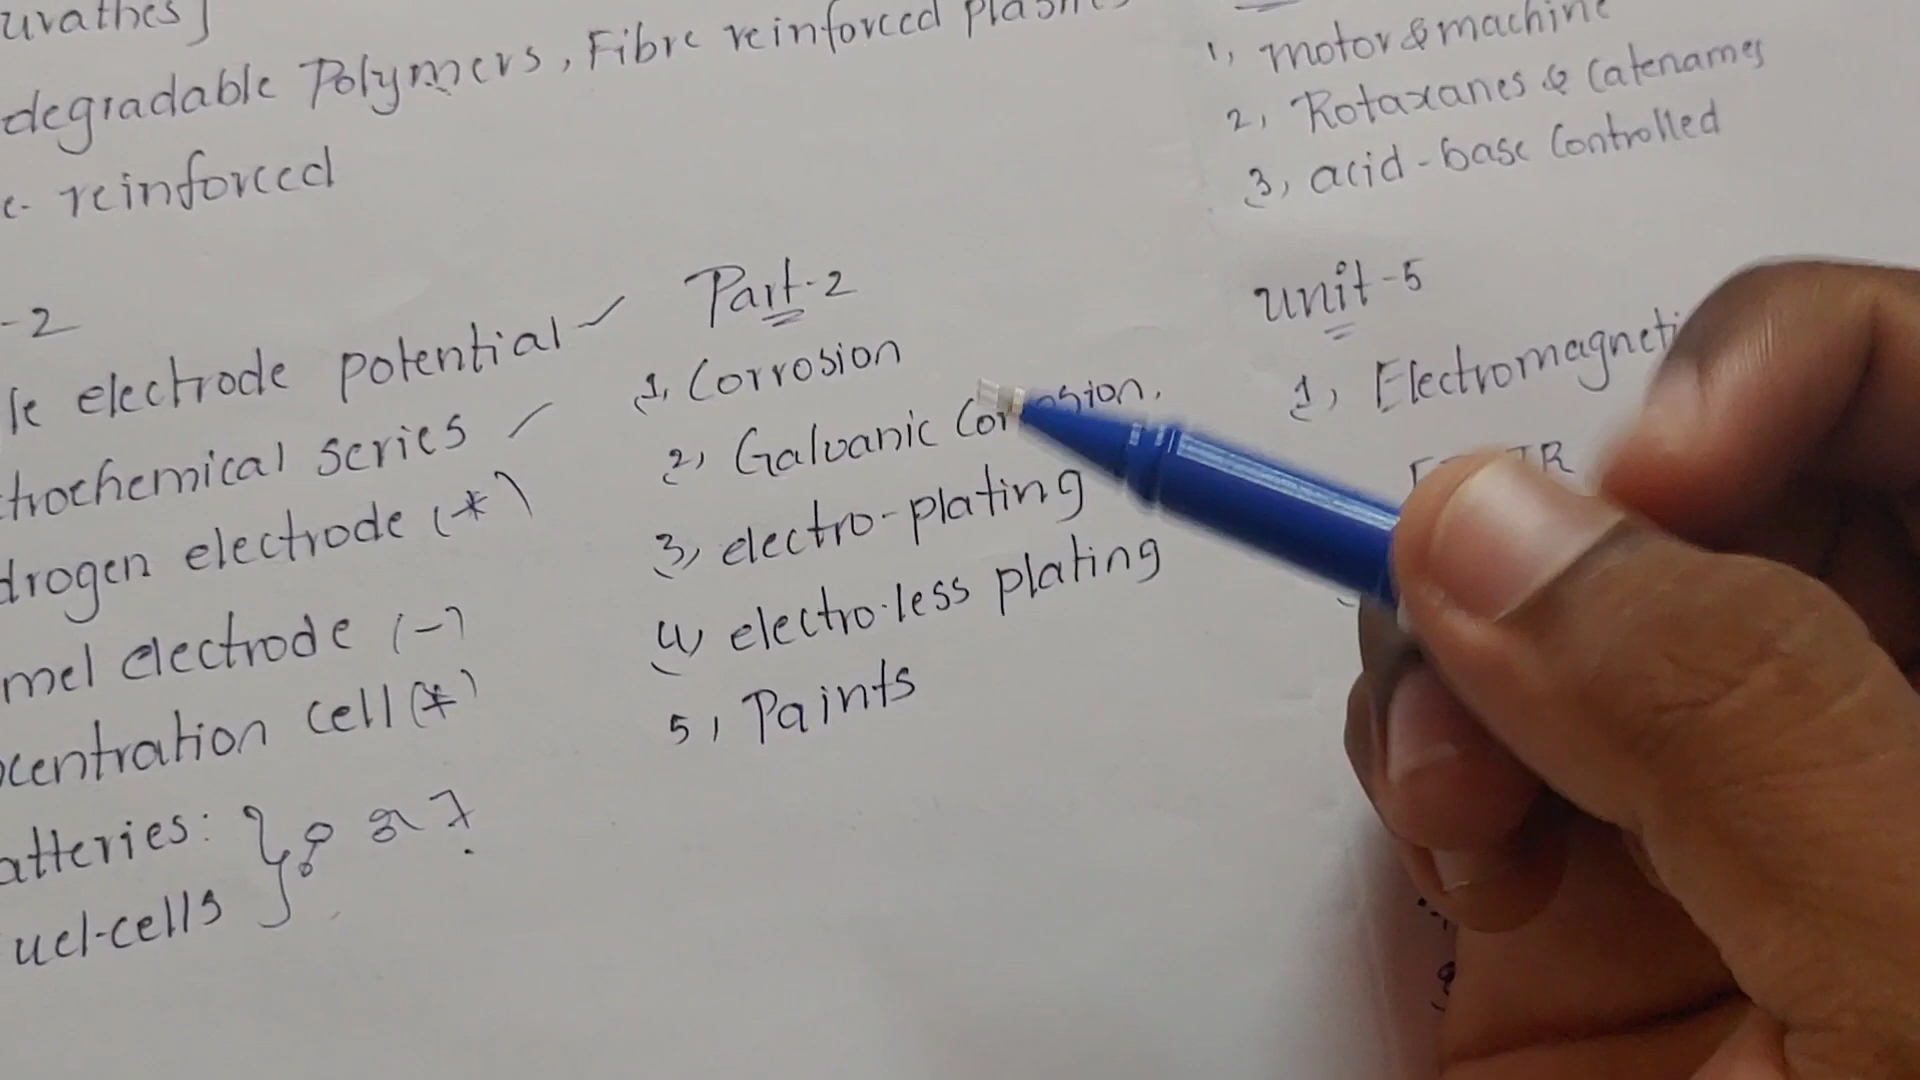 degradable Polymers, Fibre reinforced
reinforced
-2
electrode potential
trochemical series
drogen electrode (*)
mel electrode (-)
centration cell (*)
atteries:
uel-cells
Part-2
1, Corrosion
2, Galvanic Corrosion,
3, electro-plating
4, electro-less plating
5, Paints
1, motor & machine
2, Rotaxanes & Catenames
3, acid-base Controlled
unit-5
1, Electromagneti
IR